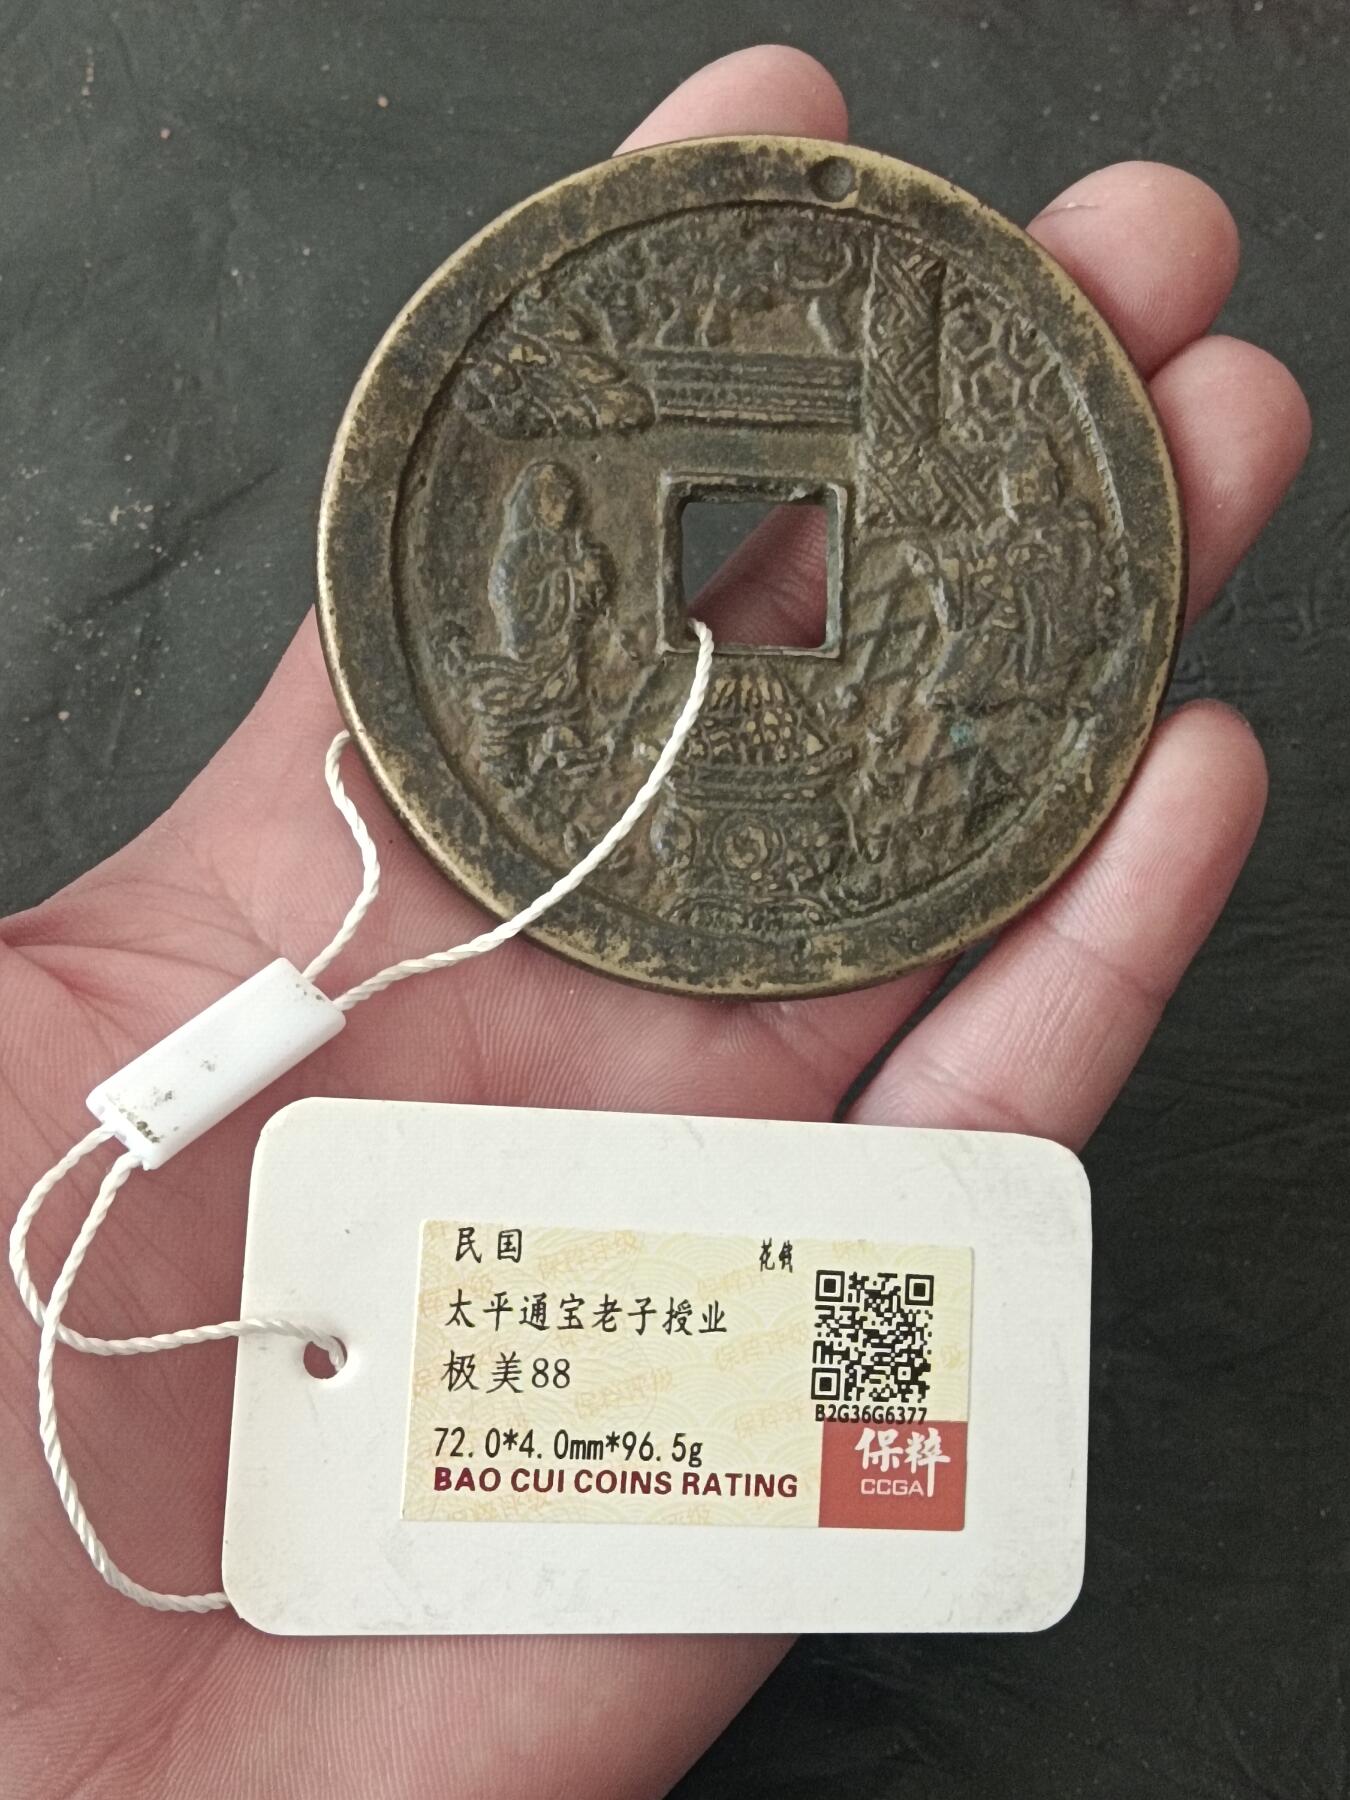 民国 花钱
太平通宝老子授业
极美88
B2G36G6377
72.0*4.0mm*96.5g
BAO CUI COINS RATING
保粹
CCGA